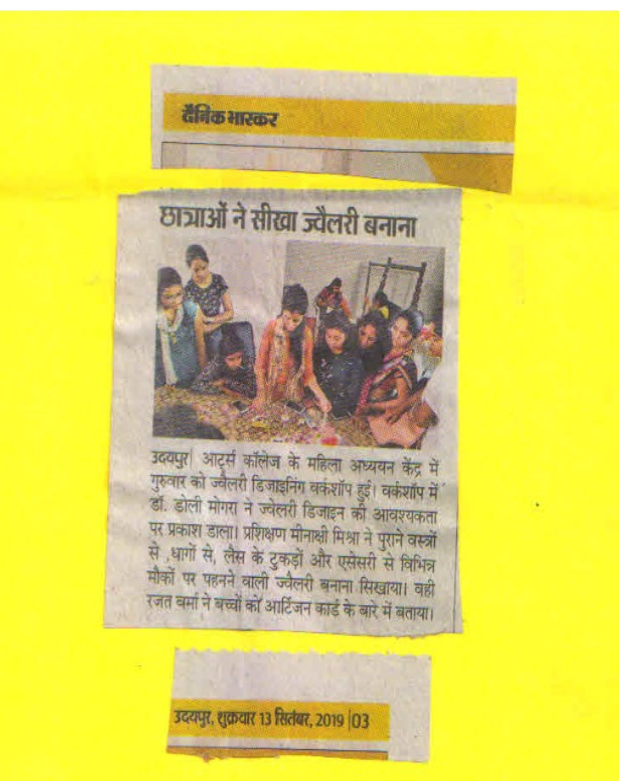 दैनिक भास्कर
छात्राओं ने सीखा ज्वैलरी बनाना
उदयपुर| आर्ट्स कॉलेज के महिला अध्ययन केंद्र में
गुरुवार को ज्वैलरी डिजाइनिंग वर्कशॉप हुई। वर्कशॉप में
डॉ. डोली मोगरा ने ज्वेलरी डिजाइन की आवश्यकता
पर प्रकाश डाला। प्रशिक्षण मीनाक्षी मिश्रा ने पुराने वस्त्रों
से ,धागों से, लैस के टुकड़ों और एसेसरी से विभिन्न
मौकों पर पहनने वाली ज्वैलरी बनाना सिखाया। वही
रजत वर्मा ने बच्चों को आर्टिजन कार्ड के बारे में बताया।
उदयपुर, शुक्रवार 13 सितंबर, 2019 |03